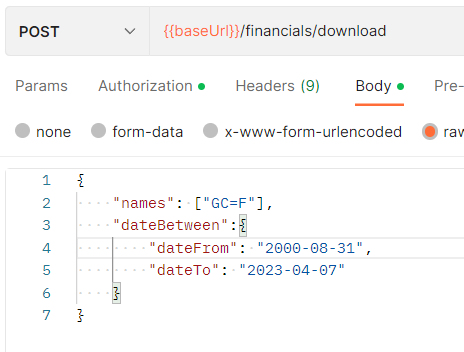 POST {{baseUrl}}/financials/download
Params Authorization Headers (9) Body Pre-
none form-data x-www-form-urlencoded raw
1 {
2 "names": ["GC=F"],
3 "dateBetween":{
4 "dateFrom": "2000-08-31",
5 "dateTo": "2023-04-07"
6 }
7 }